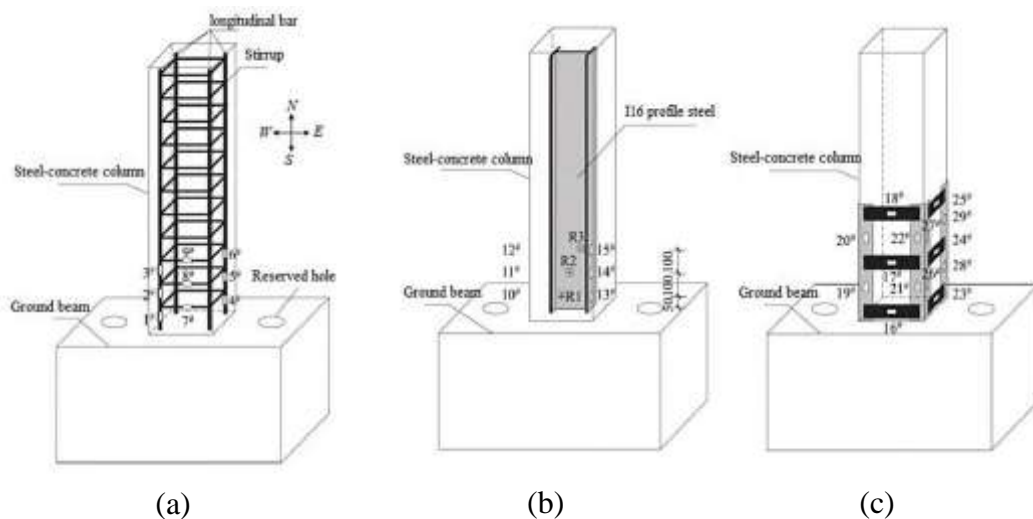 longitudinal bar
Stirrup
N
W E
S
Steel-concrete column
9# 6#
3# 8# 5#
Reserved hole
2# 4#
Ground beam
1# 7#
(a)
I16 profile steel
Steel-concrete column
R3
12# 15#
R2
11# 14#
Ground beam
10# R1 13#
50,100,100,
(b)
Steel-concrete column
18# 25#
27# 29#
20# 22# 24#
17# 26# 28#
Ground beam
19# 21# 23#
16#
(c)